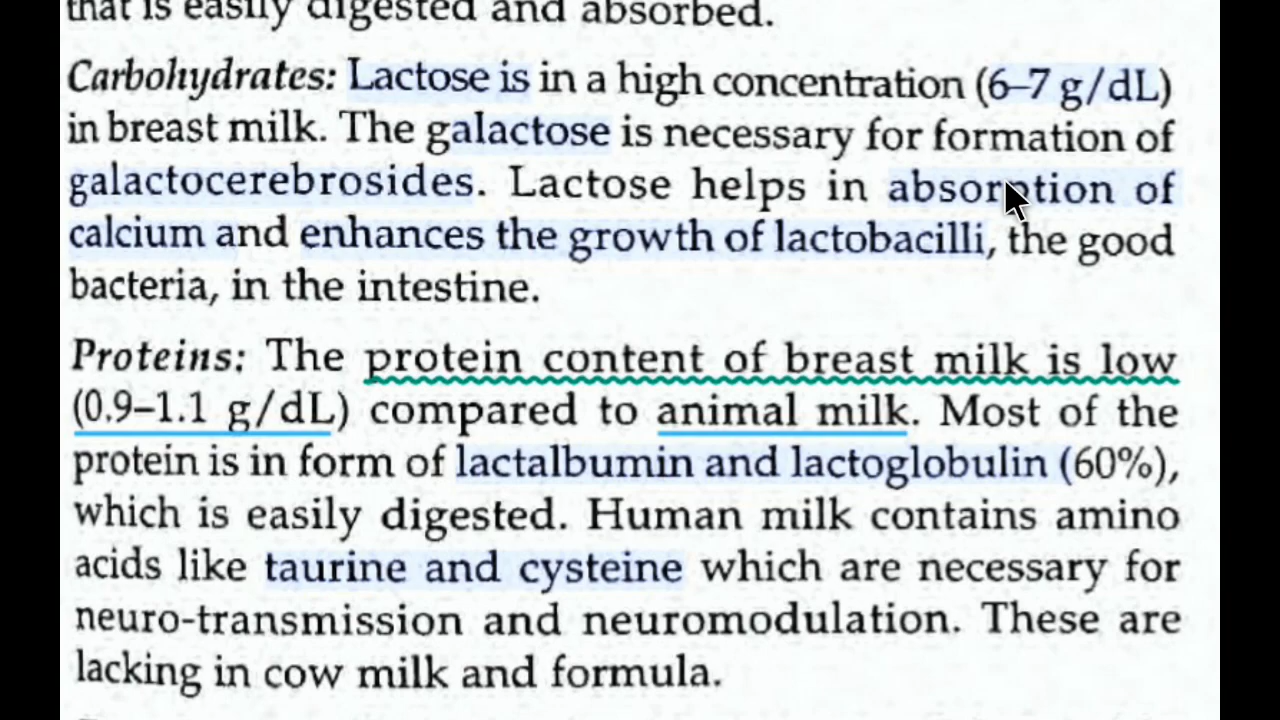 that is easily digested and absorbed.
Carbohydrates: Lactose is in a high concentration (6–7 g/dL)
in breast milk. The galactose is necessary for formation of
galactocerebrosides. Lactose helps in absorption of
calcium and enhances the growth of lactobacilli, the good
bacteria, in the intestine.
Proteins: The protein content of breast milk is low
(0.9–1.1 g/dL) compared to animal milk. Most of the
protein is in form of lactalbumin and lactoglobulin (60%),
which is easily digested. Human milk contains amino
acids like taurine and cysteine which are necessary for
neuro-transmission and neuromodulation. These are
lacking in cow milk and formula.